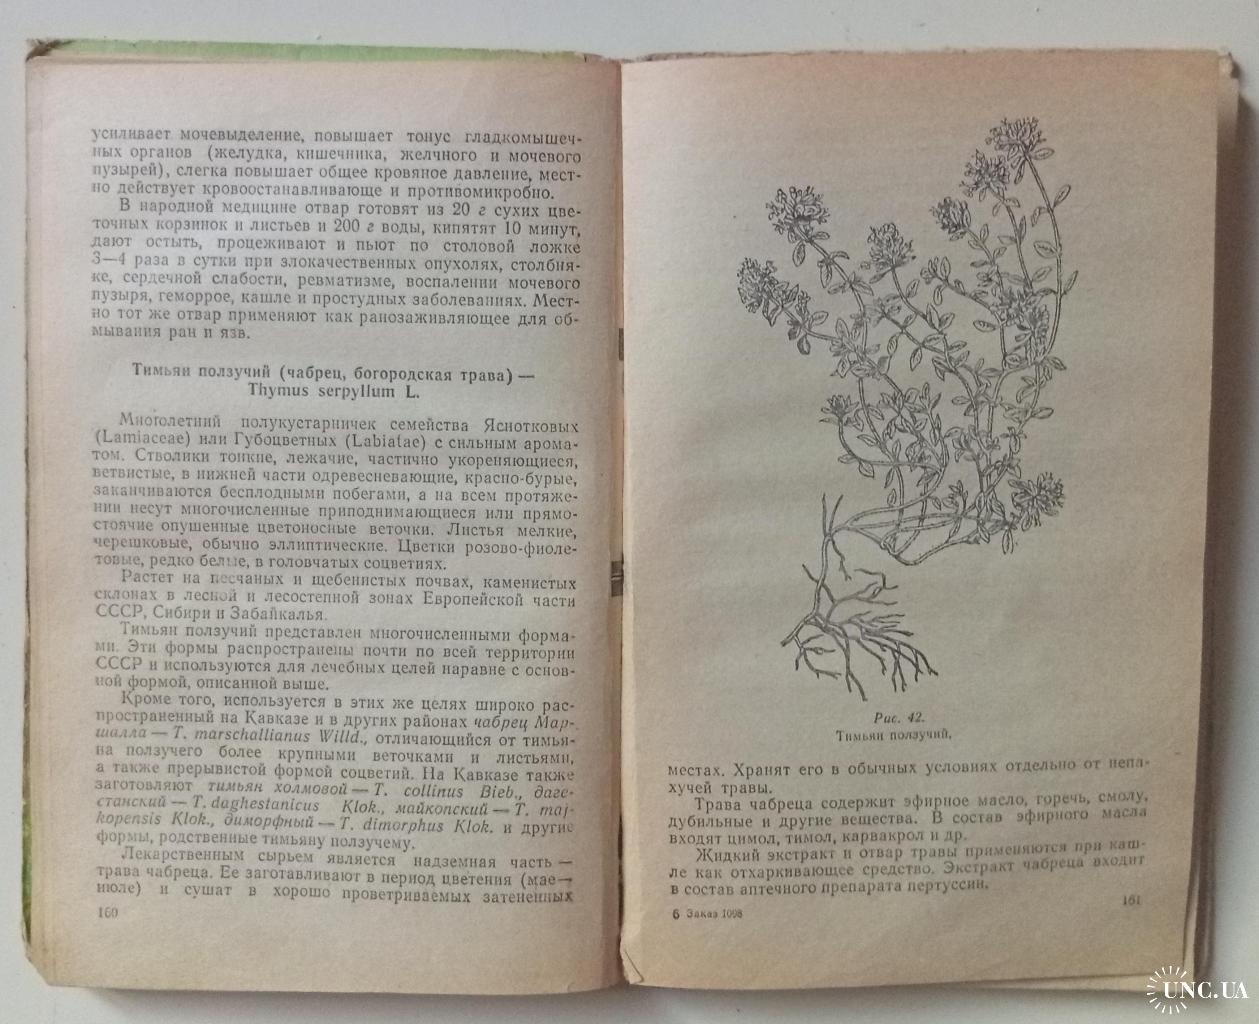 усиливает мочевыделение, повышает тонус гладкомышеч-
ных органов (желудка, кишечника, желчного и мочевого
пузырей), слегка повышает общее кровяное давление, мест-
но действует кровоостанавливающе и противомикробно.
В народной медицине отвар готовят из 20 г сухих цве-
точных корзинок и листьев и 200 г воды, кипятят 10 минут,
дают остыть, процеживают и пьют по столовой ложке
3—4 раза в сутки при злокачественных опухолях, столбня-
ке, сердечной слабости, ревматизме, воспалении мочевого
пузыря, геморрое, кашле и простудных заболеваниях. Мест-
но тот же отвар применяют как ранозаживляющее для об-
мывания ран и язв.
Тимьян ползучий (чабрец, богородская трава) —
Thymus serpyllum L.
Многолетний полукустарничек семейства Яснотковых
(Lamiaceae) или Губоцветных (Labiatae) с сильным арома-
том. Стволики тонкие, лежачие, частично укореняющиеся,
ветвистые, в нижней части одревесневающие, красно-бурые,
заканчиваются бесплодными побегами, а на всем протяже-
нии несут многочисленные приподнимающиеся или прямо-
стоячие опушенные цветоносные веточки. Листья мелкие,
черешковые, обычно эллиптические. Цветки розово-фиоле-
товые, редко белые, в головчатых соцветиях.
Растет на песчаных и щебенистых почвах, каменистых
склонах в лесной и лесостепной зонах Европейской части
СССР, Сибири и Забайкалья.
Тимьян ползучий представлен многочисленными форма-
ми. Эти формы распространены почти по всей территории
СССР и используются для лечебных целей наравне с основ-
ной формой, описанной выше.
Кроме того, используется в этих же целях широко рас-
пространенный на Кавказе и в других районах чабрец Мар-
шалла — T. marschallianus Willd., отличающийся от тимья-
на ползучего более крупными веточками и листьями,
а также прерывистой формой соцветий. На Кавказе также
заготовляют тимьян холмовой — T. collinus Bieb., даге-
станский — T. daghestanicus Klok., майкопский — T. maj-
kopensis Klok., диморфный — T. dimorphus Klok. и другие
формы, родственные тимьяну ползучему.
Лекарственным сырьем является надземная часть —
трава чабреца. Ее заготавливают в период цветения (мае—
июле) и сушат в хорошо проветриваемых затененных
160
Рис. 42.
Тимьян ползучий.
местах. Хранят его в обычных условиях отдельно от непа-
хучей травы.
Трава чабреца содержит эфирное масло, горечь, смолу,
дубильные и другие вещества. В состав эфирного масла
входят цимол, тимол, карвакрол и др.
Жидкий экстракт и отвар травы применяются при каш-
ле как отхаркивающее средство. Экстракт чабреца входит
в состав аптечного препарата пертуссин.
161
6 Заказ 1098
UNC.UA